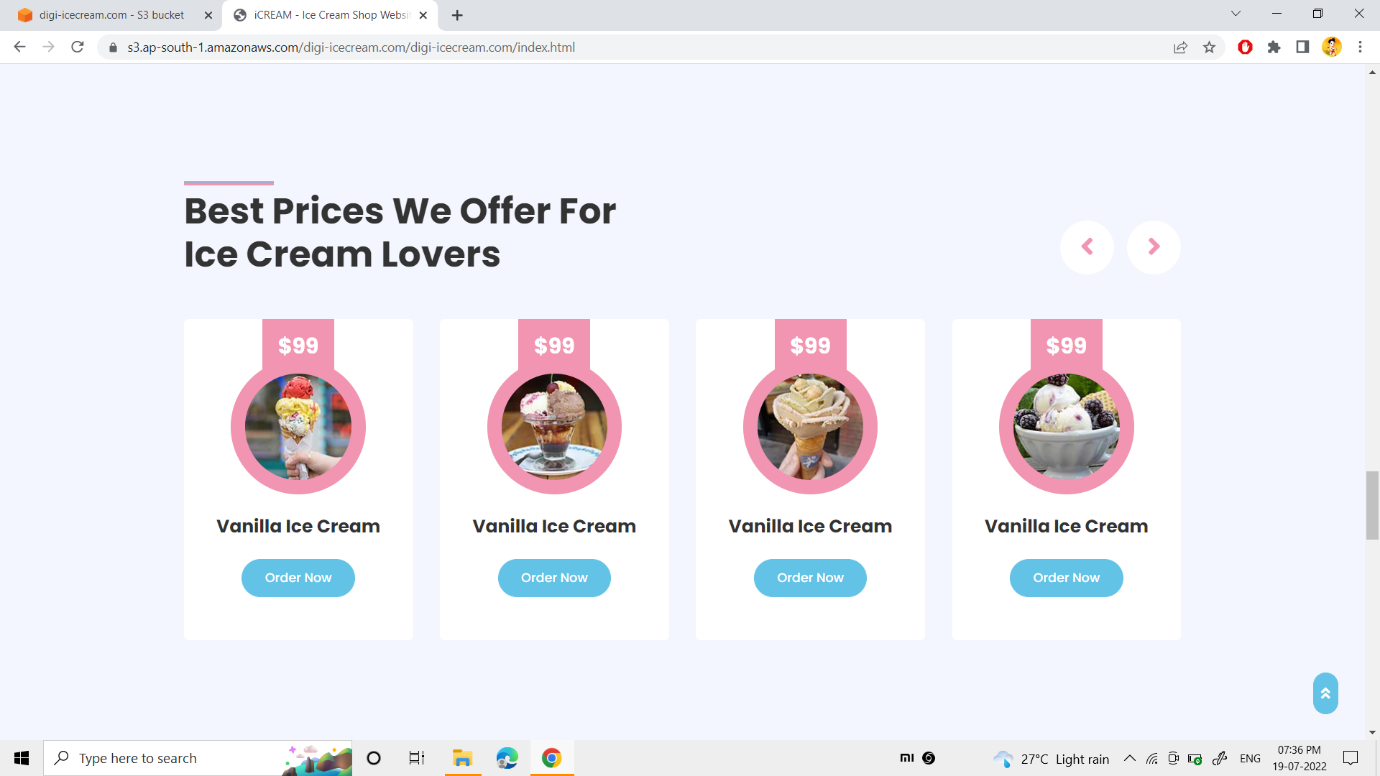 digi-icecream.com - S3 bucket
iCREAM - Ice Cream Shop Websi
s3.ap-south-1.amazonaws.com/digi-icecream.com/digi-icecream.com/index.html
Best Prices We Offer For
Ice Cream Lovers
$99
$99
$99
$99
Vanilla Ice Cream
Vanilla Ice Cream
Vanilla Ice Cream
Vanilla Ice Cream
Order Now
Order Now
Order Now
Order Now
Type here to search
27°C Light rain
ENG
07:36 PM
19-07-2022